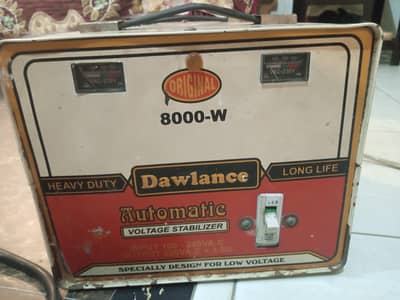 ORIGINAL
8000-W
HEAVY DUTY
Dawlance
LONG LIFE
Automatic
VOLTAGE STABILIZER
SPECIALLY DESIGN FOR LOW VOLTAGE